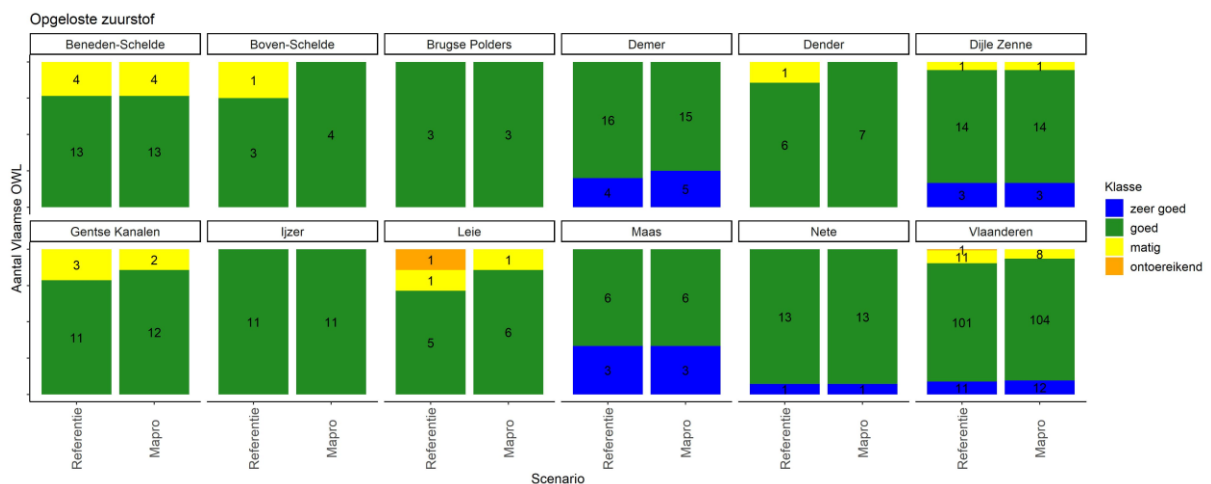 Opgeloste zuurstof
Beneden-Schelde Boven-Schelde Brugse Polders Demer Dender Dijle Zenne
4 4 1 1 1 1
13 13 3 4 3 3 16 15 6 7 14 14
4 5 3 3
Gentse Kanalen Ijzer Leie Maas Nete Vlaanderen
3 2 1 1 1 11 8
11 12 11 11 5 6 6 6 13 13 101 104
3 3 1 1 11 12
1
Referentie Mapro Referentie Mapro Referentie Mapro Referentie Mapro Referentie Mapro Referentie Mapro
Scenario
Aantal Vlaamse OWL
Klasse
zeer goed
goed
matig
ontoereikend